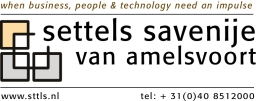 when business, people & technology need an impulse
settels savenije
van amelsvoort
www.sttls.nl tel: + 31(0)40 8512000